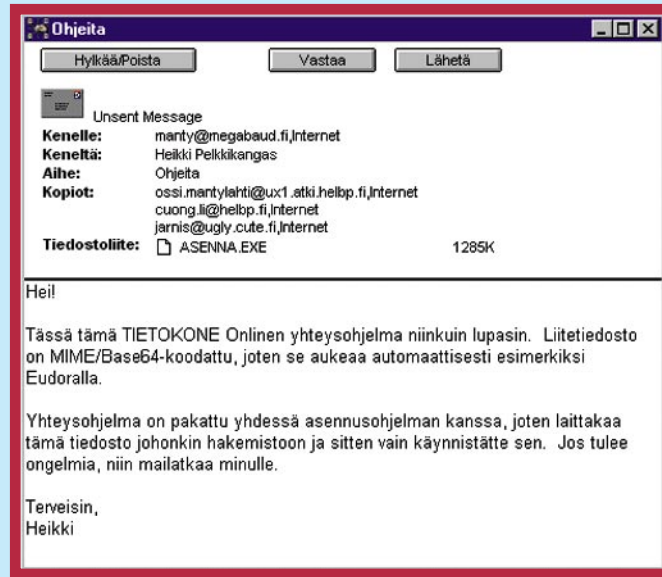 Ohjeita
Hylkää/Poista Vastaa Lähetä
Unsent Message
Kenelle: manty@megabaud.fi,Internet
Keneltä: Heikki Pelkkikangas
Aihe: Ohjeita
Kopiot: ossi.mantylahti@ux1.atki.helbp.fi,Internet
cuong.li@helbp.fi,Internet
jarnis@ugly.cute.fi,Internet
Tiedostoliite: ASENNA.EXE 1285K
Hei!
Tässä tämä TIETOKONE Onlinen yhteysohjelma niinkuin lupasin. Liitetiedosto
on MIME/Base64-koodattu, joten se aukeaa automaattisesti esimerkiksi
Eudoralla.
Yhteysohjelma on pakattu yhdessä asennusohjelman kanssa, joten laittakaa
tämä tiedosto johonkin hakemistoon ja sitten vain käynnistätte sen. Jos tulee
ongelmia, niin mailatkaa minulle.
Terveisin,
Heikki